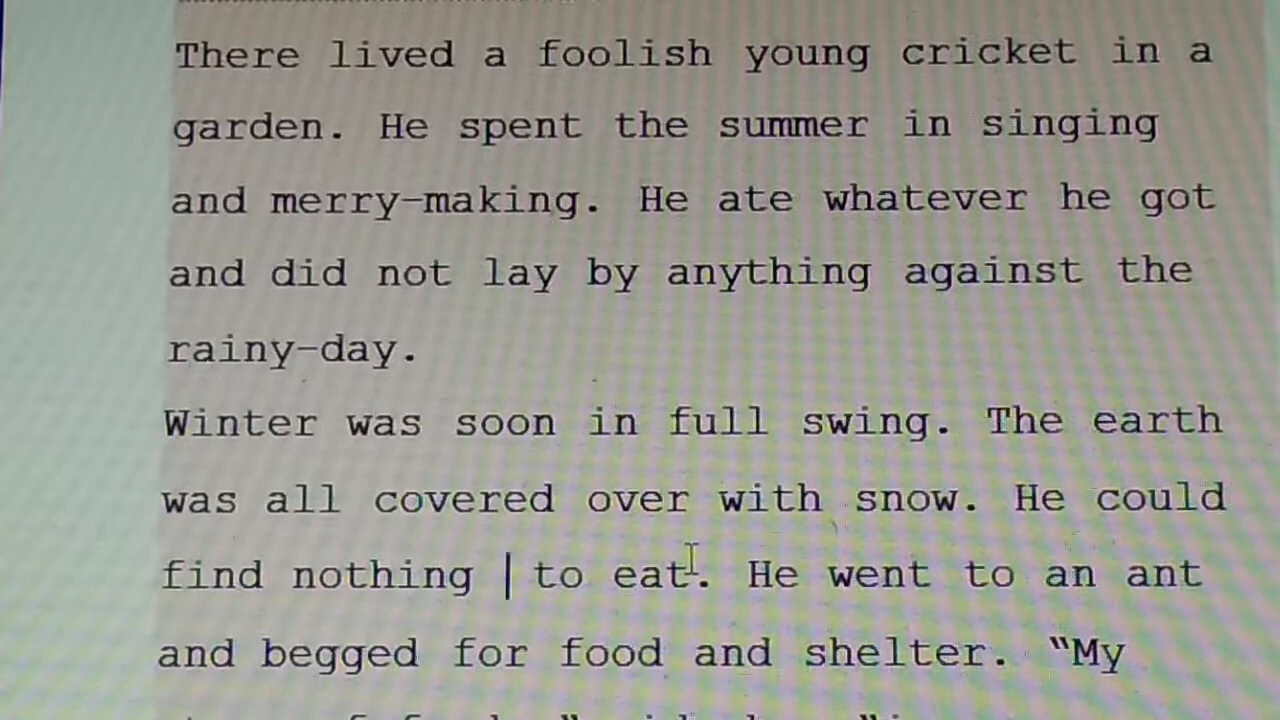 There lived a foolish young cricket in a
garden. He spent the summer in singing
and merry-making. He ate whatever he got
and did not lay by anything against the
rainy-day.
Winter was soon in full swing. The earth
was all covered over with snow. He could
find nothing to eat. He went to an ant
and begged for food and shelter. "My